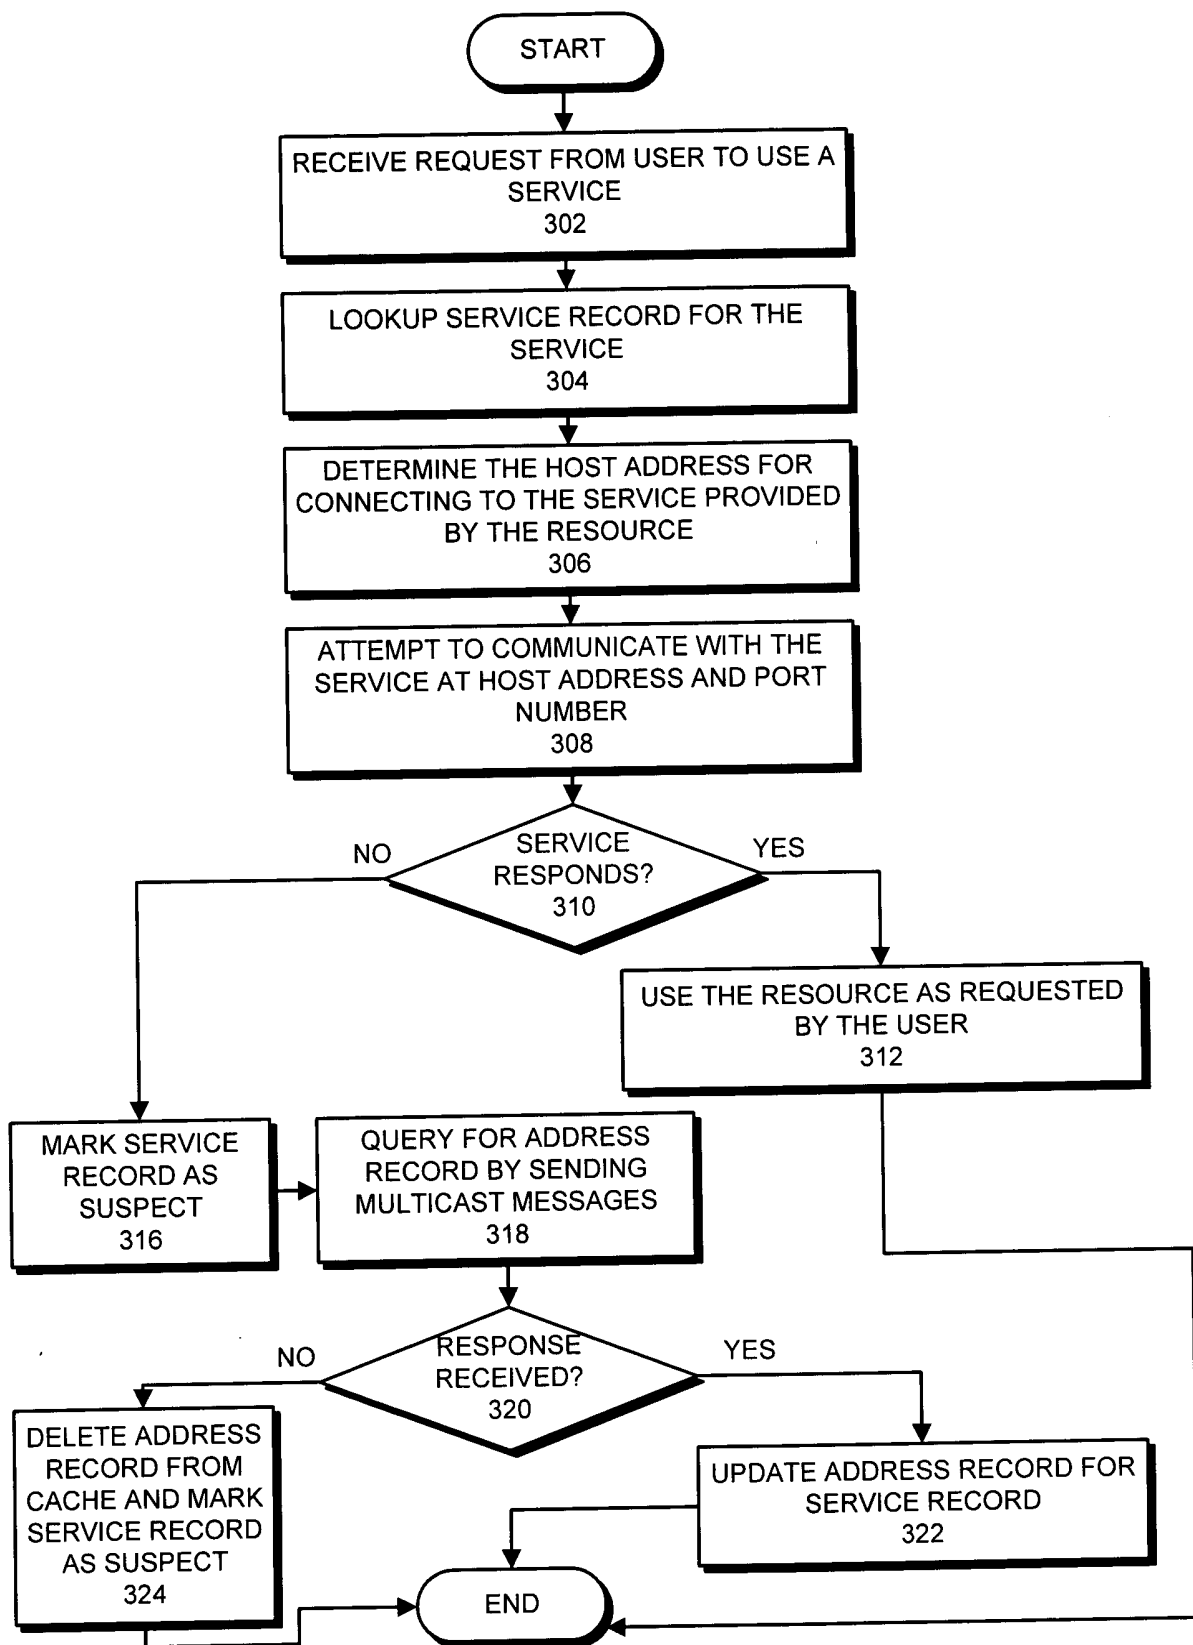 START
RECEIVE REQUEST FROM USER TO USE A
SERVICE
302
LOOKUP SERVICE RECORD FOR THE
SERVICE
304
DETERMINE THE HOST ADDRESS FOR
CONNECTING TO THE SERVICE PROVIDED
BY THE RESOURCE
306
ATTEMPT TO COMMUNICATE WITH THE
SERVICE AT HOST ADDRESS AND PORT
NUMBER
308
SERVICE
RESPONDS?
310
NO
YES
USE THE RESOURCE AS REQUESTED
BY THE USER
312
MARK SERVICE
RECORD AS
SUSPECT
316
QUERY FOR ADDRESS
RECORD BY SENDING
MULTICAST MESSAGES
318
RESPONSE
RECEIVED?
320
NO
YES
DELETE ADDRESS
RECORD FROM
CACHE AND MARK
SERVICE RECORD
AS SUSPECT
324
UPDATE ADDRESS RECORD FOR
SERVICE RECORD
322
END